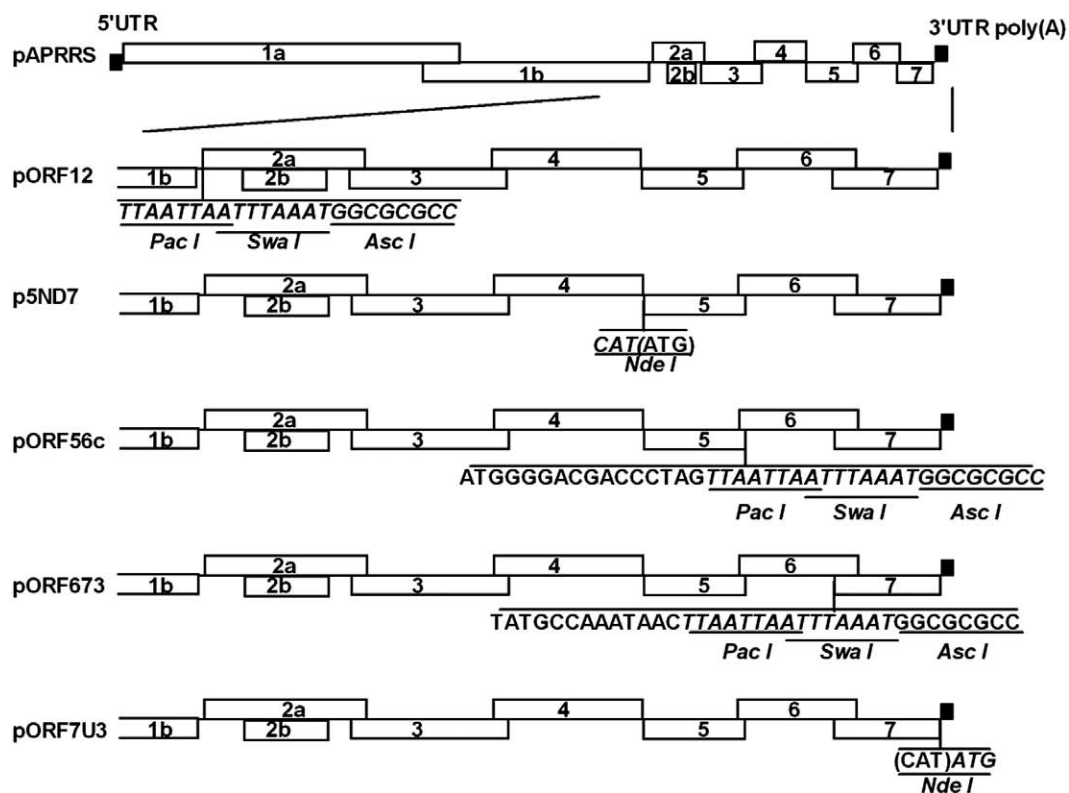 5'UTR
3'UTR poly(A)
pAPRRS 1a 2a 4 6
1b 2b 3 5 7
pORF12 2a 4 6
1b 2b 3 5 7
TTAATTAATTTAAATGGCGCGCC
Pac I Swa I Asc I
p5ND7 2a 4 6
1b 2b 3 5 7
CAT(ATG)
Nde I
pORF56c 2a 4 6
1b 2b 3 5 7
ATGGGGACGACCCTAGTTAATTAATTTAAATGGCGCGCC
Pac I Swa I Asc I
pORF673 2a 4 6
1b 2b 3 5 7
TATGCCAAATAACTTAATTAATTTAAATGGCGCGCC
Pac I Swa I Asc I
pORF7U3 2a 4 6
1b 2b 3 5 7
(CAT)ATG
Nde I